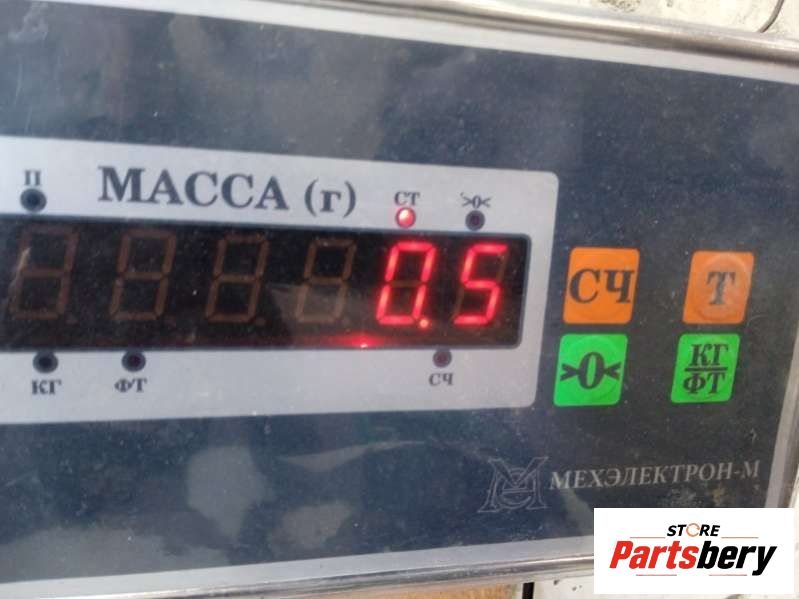 П
МАССА (г)
СТ
>0<
0.5
КГ
ФТ
СЧ
СЧ
Т
>0<
КГ
ФТ
МЕХЭЛЕКТРОН-М
STORE
Partsbery